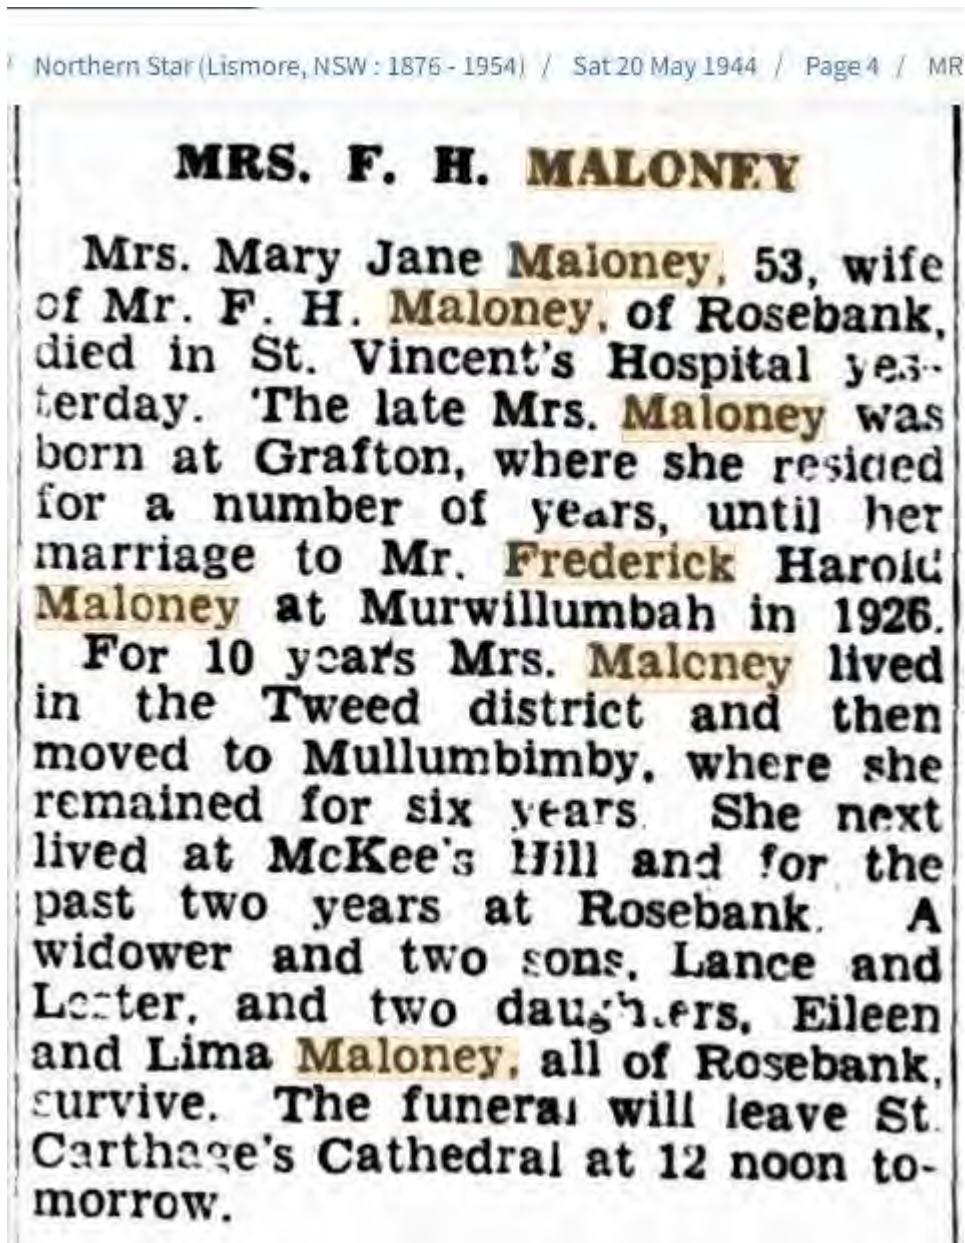 / Northern Star (Lismore, NSW : 1876 - 1954) / Sat 20 May 1944 / Page 4 / MR
MRS. F. H. MALONEY
Mrs. Mary Jane Maloney, 53, wife
of Mr. F. H. Maloney, of Rosebank,
died in St. Vincent's Hospital yes-
terday. The late Mrs. Maloney was
born at Grafton, where she resided
for a number of years, until her
marriage to Mr. Frederick Harold
Maloney at Murwillumbah in 1926.
For 10 years Mrs. Maloney lived
in the Tweed district and then
moved to Mullumbimby, where she
remained for six years. She next
lived at McKee's Hill and for the
past two years at Rosebank. A
widower and two sons, Lance and
Lester, and two daughters, Eileen
and Lima Maloney, all of Rosebank,
survive. The funeral will leave St.
Carthage's Cathedral at 12 noon to-
morrow.